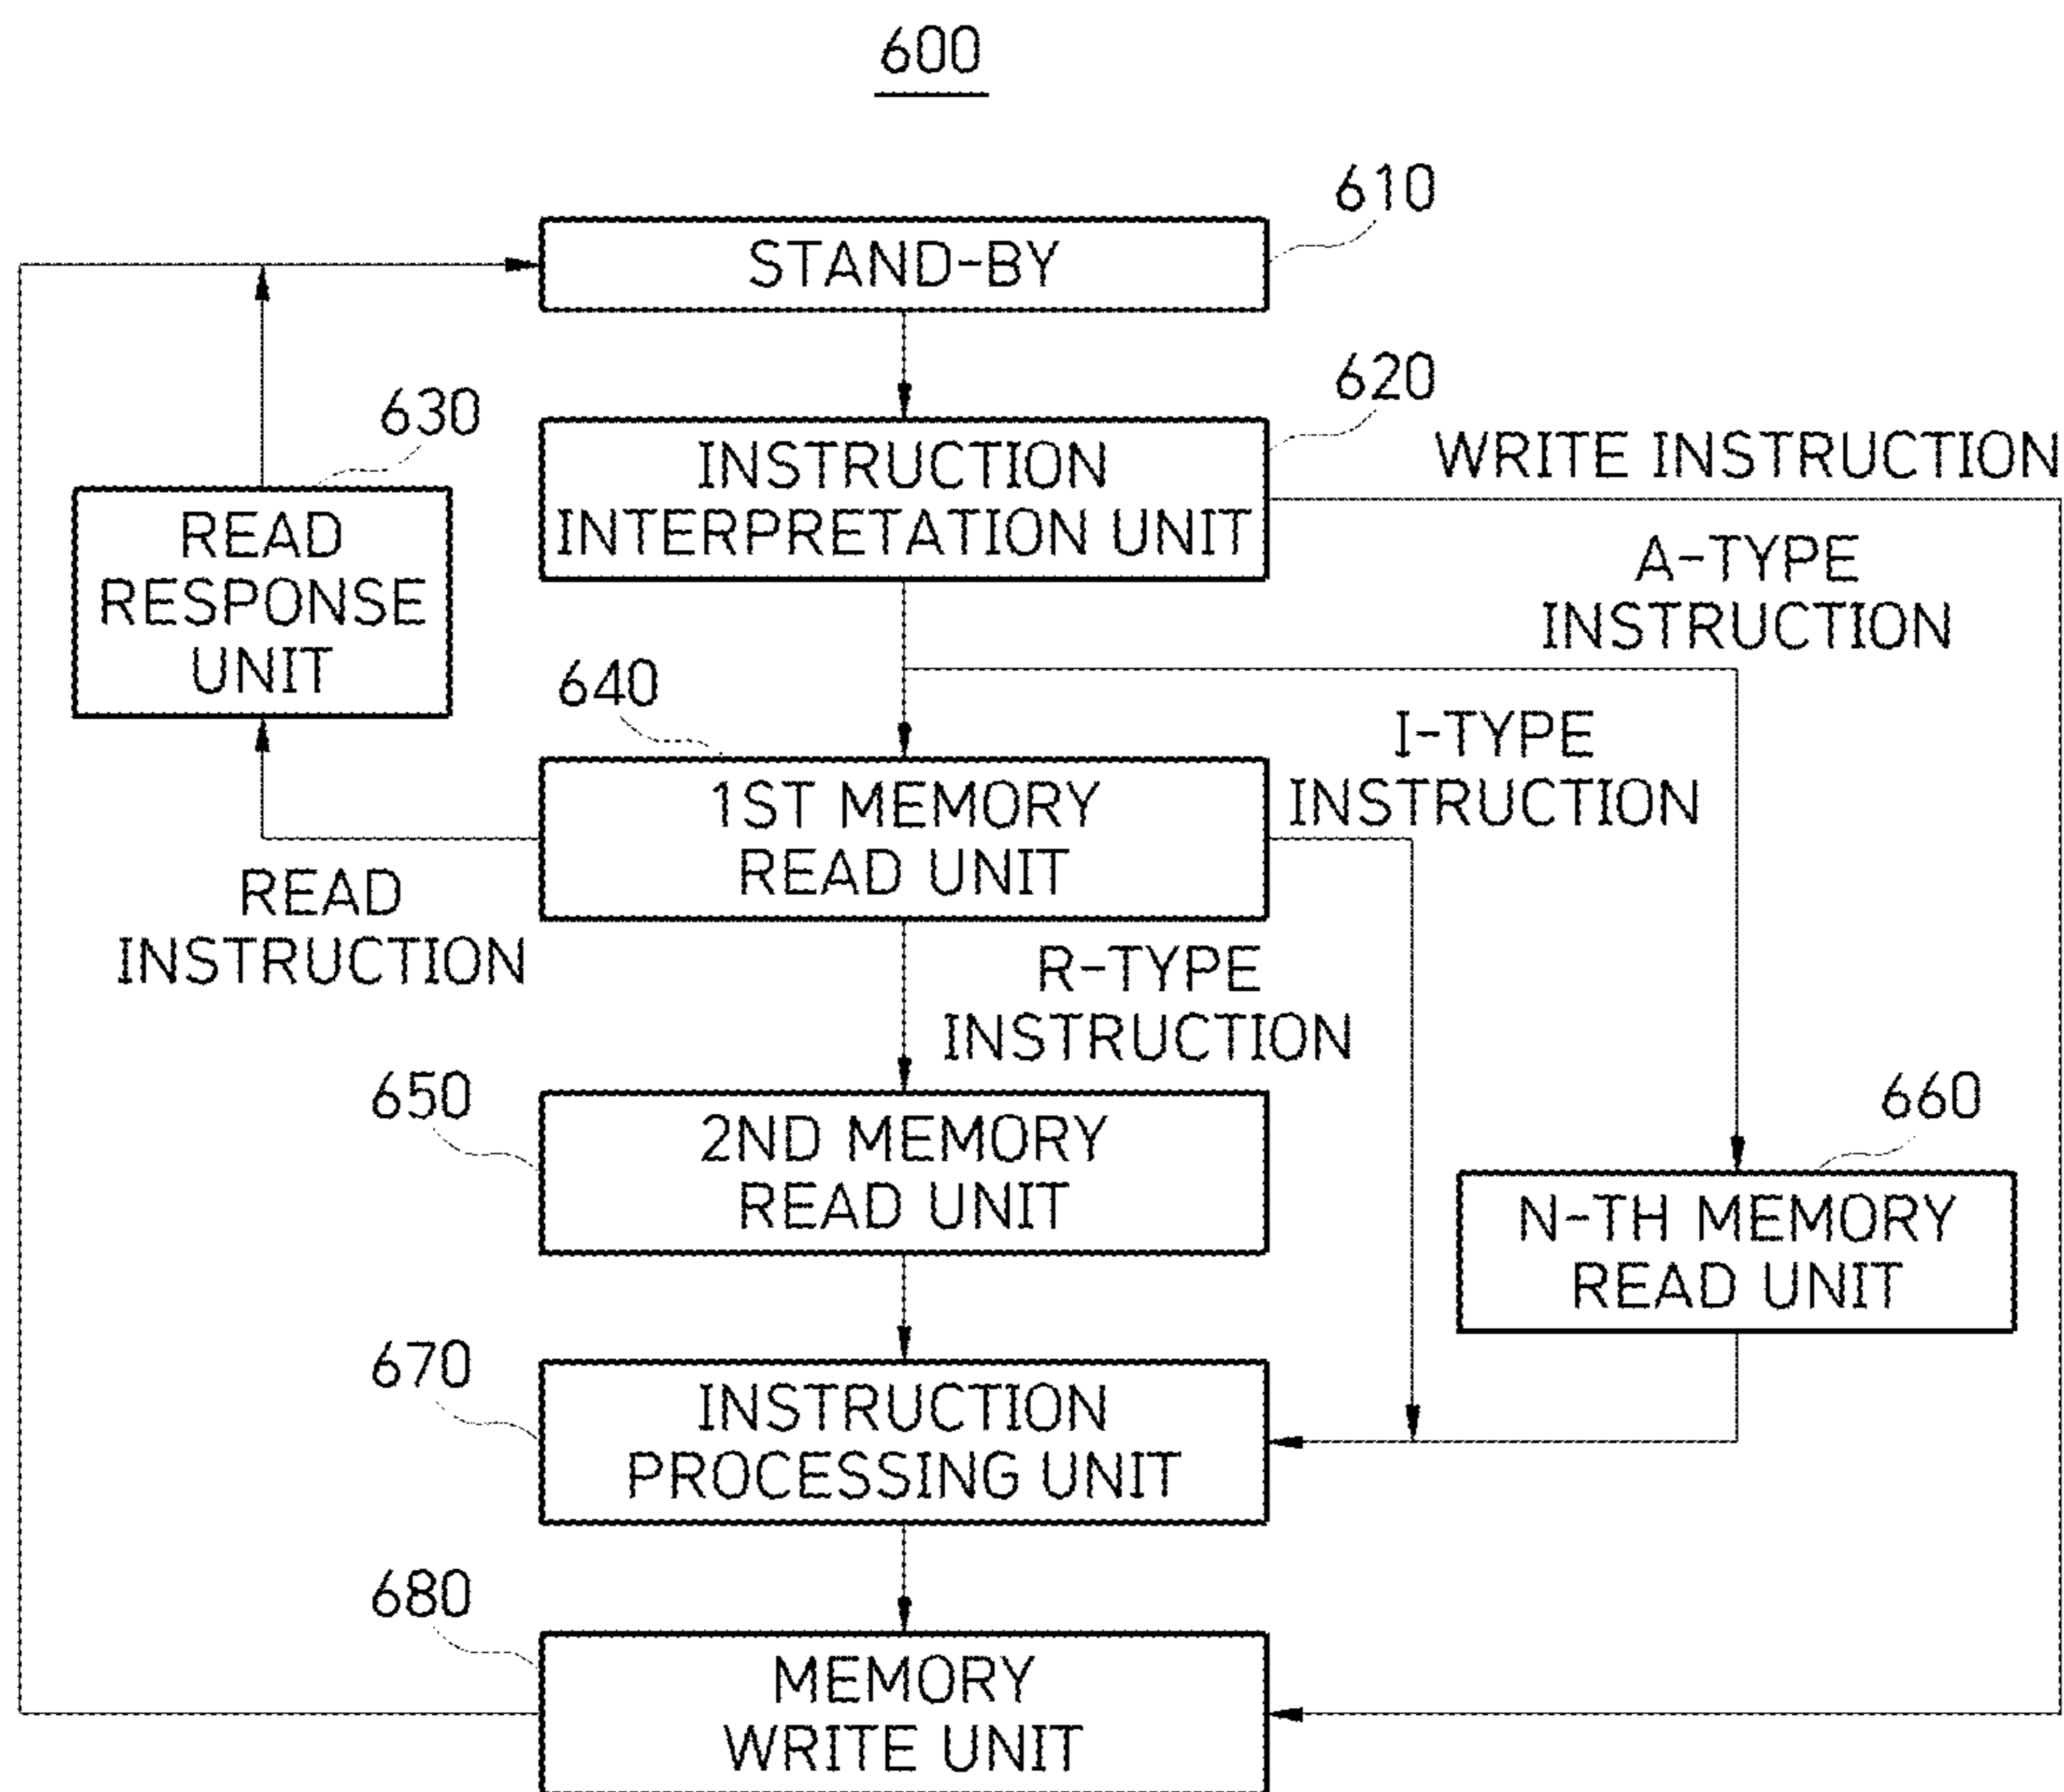 600
610
STAND-BY
620
630
INSTRUCTION
INTERPRETATION UNIT
WRITE INSTRUCTION
READ
RESPONSE
UNIT
A-TYPE
INSTRUCTION
640
1ST MEMORY
READ UNIT
I-TYPE
INSTRUCTION
READ
INSTRUCTION
R-TYPE
INSTRUCTION
650
2ND MEMORY
READ UNIT
660
N-TH MEMORY
READ UNIT
670
INSTRUCTION
PROCESSING UNIT
680
MEMORY
WRITE UNIT